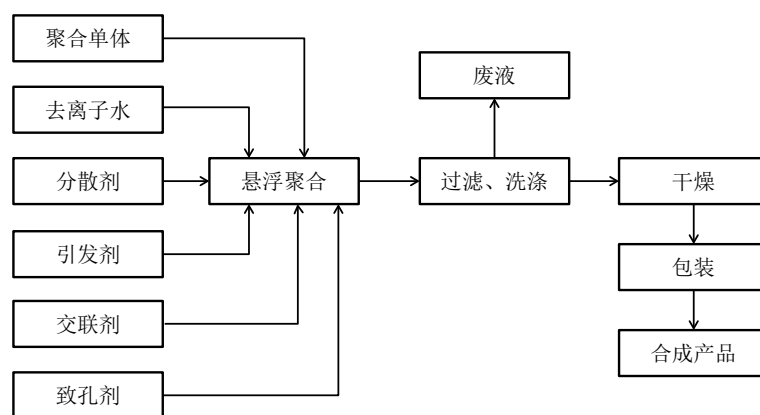 聚合单体
去离子水
分散剂
引发剂
交联剂
致孔剂
悬浮聚合
废液
过滤、洗涤
干燥
包装
合成产品